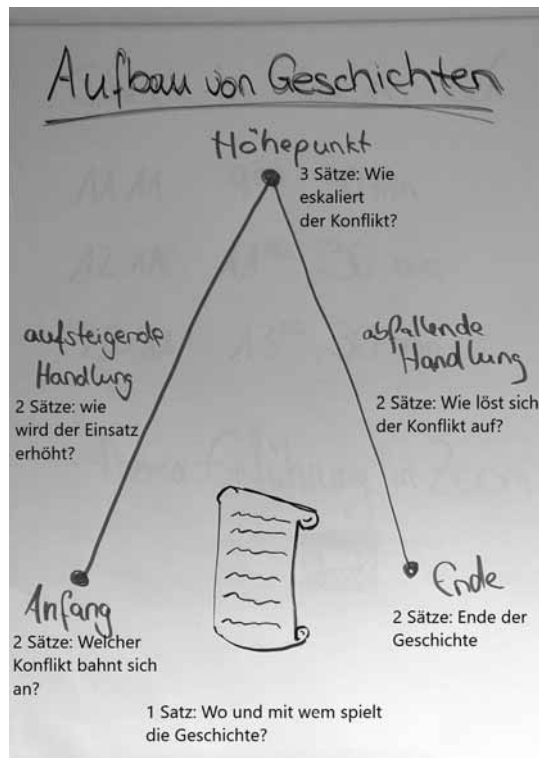 Aufbau von Geschichten
Höhepunkt
3 Sätze: Wie
eskaliert
der Konflikt?
aufsteigende
Handlung
2 Sätze: wie
wird der Einsatz
erhöht?
abfallende
Handlung
2 Sätze: Wie löst sich
der Konflikt auf?
Anfang
2 Sätze: Welcher
Konflikt bahnt sich
an?
Ende
2 Sätze: Ende der
Geschichte
1 Satz: Wo und mit wem spielt
die Geschichte?